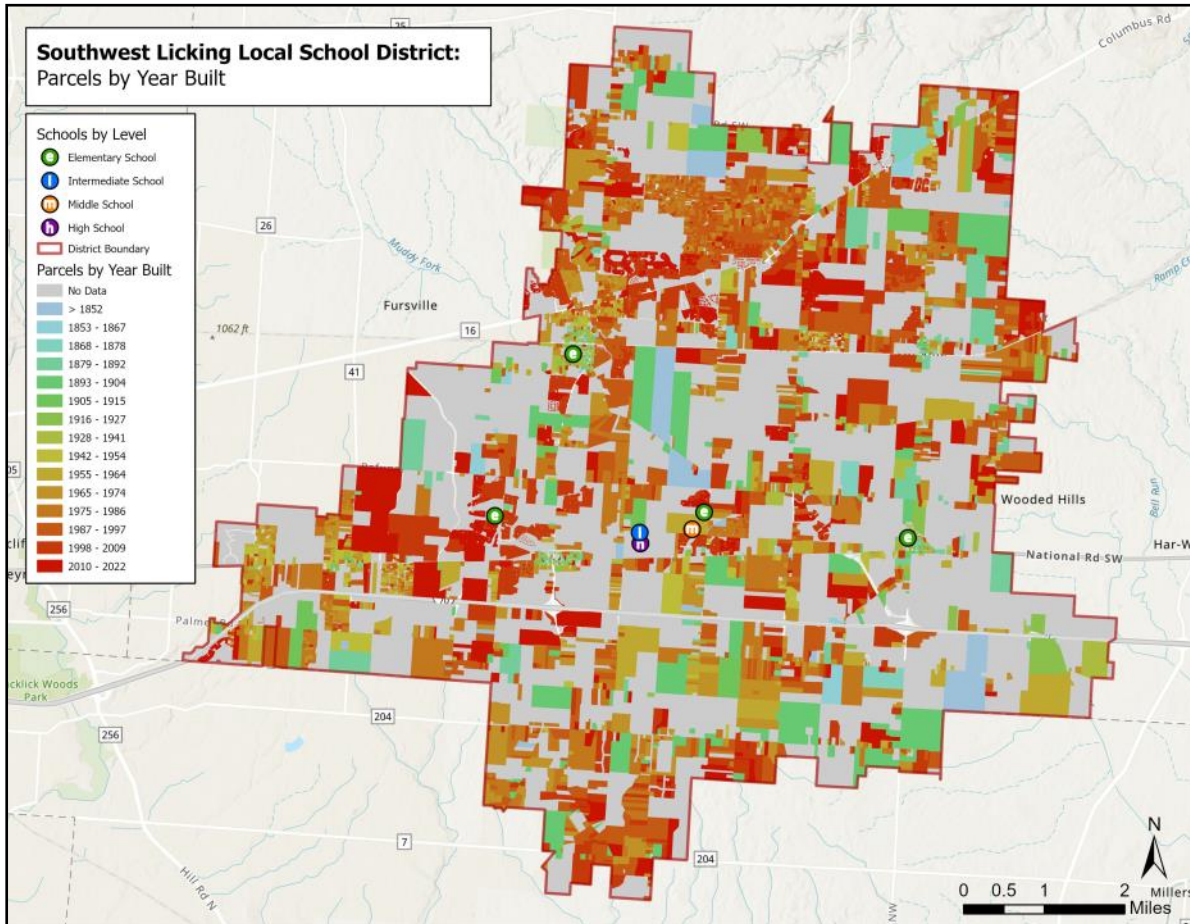 Southwest Licking Local School District:
Parcels by Year Built
Schools by Level
e Elementary School
I Intermediate School
m Middle School
h High School
District Boundary
Parcels by Year Built
No Data
> 1852
1853 - 1867
1868 - 1878
1879 - 1892
1893 - 1904
1905 - 1915
1916 - 1927
1928 - 1941
1942 - 1954
1955 - 1964
1965 - 1974
1975 - 1986
1987 - 1997
1998 - 2009
2010 - 2022
25
Columbus Rd
Rd SW
26
Muddy Fork
Fursville
1062 ft
16
41
e
e
e
m
I
h
e
Wooded Hills
Bell Run
National Rd SW
Har-W
256
Park
256
204
7
204
Hill Rd N
NW
N
0 0.5 1 2
Miles
Millers